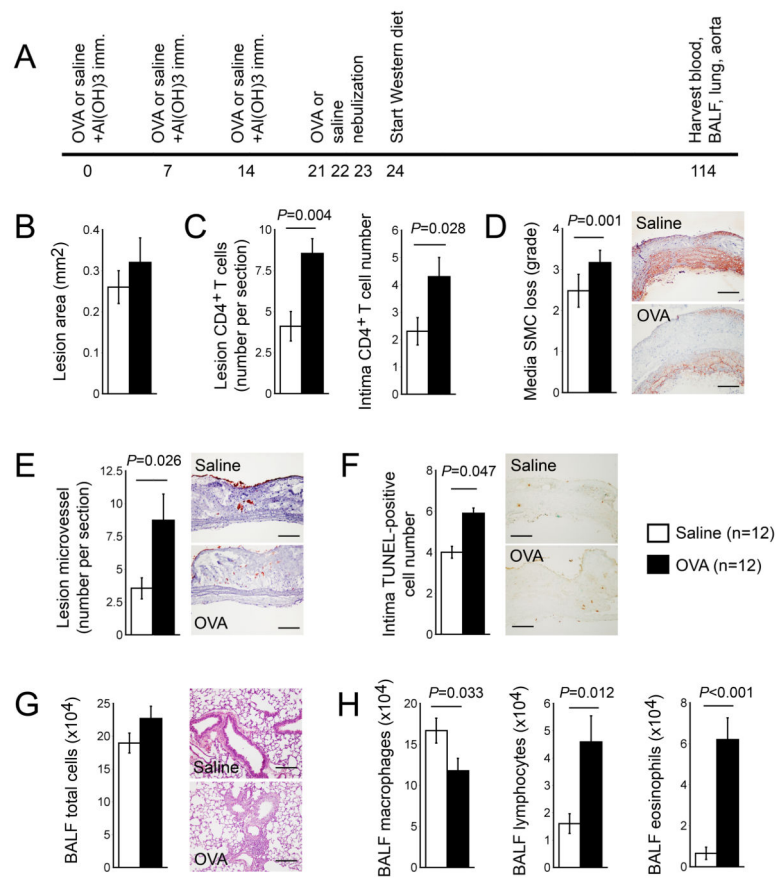 A
OVA or saline
+Al(OH)3 imm.
OVA or saline
+Al(OH)3 imm.
OVA or saline
+Al(OH)3 imm.
OVA or
saline
nebulization
Start Western diet
Harvest blood,
BALF, lung, aorta
0 7 14 21 22 23 24 114
B
Lesion area (mm2)
0.4
0.3
0.2
0.1
0
C
Lesion CD4+ T cells
(number per section)
10
7.5
5
2.5
0
P=0.004
Intima CD4+ T cell number
6
5
4
3
2
1
0
P=0.028
D
Media SMC loss (grade)
4
3
2
1
0
P=0.001
Saline
OVA
E
Lesion microvessel
(number per section)
12.5
10
7.5
5
2.5
0
P=0.026
Saline
OVA
F
Intima TUNEL-positive
cell number
8
6
4
2
0
P=0.047
Saline
OVA
Saline (n=12)
OVA (n=12)
G
BALF total cells (x104)
25
20
15
10
5
0
Saline
OVA
H
BALF macrophages (x104)
20
15
10
5
0
P=0.033
BALF lymphocytes (x104)
6
5
4
3
2
1
0
P=0.012
BALF eosinophils (x104)
8
6
4
2
0
P<0.001